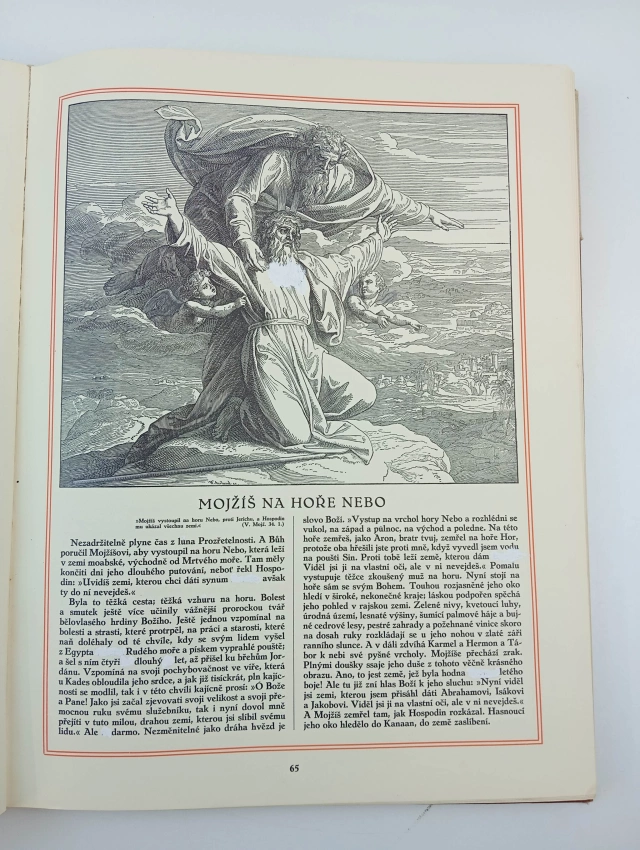 MOJŽÍŠ NA HOŘE NEBO
»Mojžíš vystoupil na horu Nebo, proti Jerichu, a Hospodin
mu ukázal všechnu zemi.« (V. Mojž. 34. 1.)
Nezadržitelně plyne čas z luna Prozřetelnosti. A Bůh
poručil Mojžíšovi, aby vystoupil na horu Nebo, která leží
v zemi moabské, východně od Mrtvého moře. Tam měly
končiti dni jeho dlouhého putování, neboť řekl Hospo-
din: »Uvidíš zemi, kterou chci dáti synům avšak
ty do ní nevejdeš.«
Byla to těžká cesta; těžká vzhůru na horu. Bolest
a smutek ještě více učinily vážnější prorockou tvář
bělovlasého hrdiny Božího. Ještě jednou vzpomínal na
bolesti a strasti, které protrpěl, na práci a starosti, které
naň doléhaly od té chvíle, kdy se svým lidem vyšel
z Egypta Rudého moře a pískem vyprahlé pouště;
a šel s ním čtyři dlouhý let, až přišel ku břehům Jor-
dánu. Vzpomíná na svoji pochybovačnost ve víře, která
u Kades obloudila jeho srdce, a jak již tisíckrát, pln kajíc-
nosti se modlil, tak i v této chvíli kajícně prosí: »O Bože
a Pane! Jako jsi začal zjevovati svoji velikost a svoji pře-
mocnou ruku svému služebníku, tak i nyní dovol mně
přejíti v tuto milou, drahou zemi, kterou jsi slíbil svému
lidu.« Ale darmo. Nezměnitelné jako dráha hvězd je
slovo Boží. »Vystup na vrchol hory Nebo a rozhlédni se
vukol, na západ a půlnoc, na východ a poledne. Na této
hoře zemřeš, jako Aron, bratr tvůj, zemřel na hoře Hor,
protože oba hřešili jste proti mně, když vyvedl jsem vodu
na poušti Sin. Proti tobě leží země, kterou dám
Viděl jsi ji na vlastní oči, ale v ni nevejdeš.« Pomalu
vystupuje těžce zkoušený muž na horu. Nyní stojí na
hoře sám se svým Bohem. Touhou rozjasněné jeho oko
hledí v široké, nekonečné kraje; láskou podpořen spěchá
jeho pohled v rajskou zemi. Zelené nivy, kvetoucí luhy,
úrodná území, lesnaté výšiny, šumící palmové háje a buj-
né cedrové lesy, pestré zahrady a požehnané vinice skoro
na dosah ruky rozkládají se u jeho nohou v zlaté záři
ranního slunce. A v dáli zdvíhá Karmel a Hermon a Tá-
bor k nebi své pyšné vrcholy. Mojžíše přechází zrak.
Plnými doušky ssaje jeho duše z tohoto věčně krásného
obrazu. Ano, to jest země, jež byla hodna letého
boje! Ale tu již zní hlas Boží k jeho sluchu: »Nyní viděl
jsi zemi, kterou jsem přísáhl dáti Abrahamovi, Isákovi
a Jakobovi. Viděl jsi ji na vlastní oči, ale v ni nevejdeš.«
A Mojžíš zemřel tam, jak Hospodin rozkázal. Hasnoucí
jeho oko hledělo do Kanaan, do země zaslíbení.
65